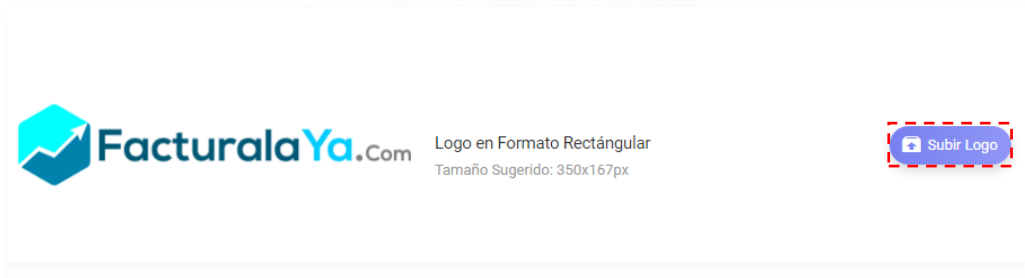 FacturalaYa.Com
Logo en Formato Rectángular
Tamaño Sugerido: 350x167px
Subir Logo